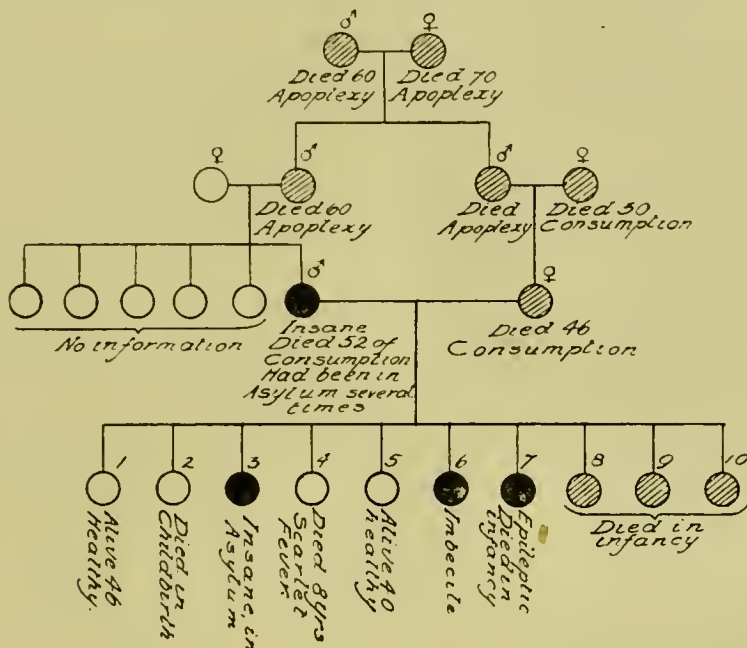 ♂ ♀
Died 60 Died 70
Apoplexy Apoplexy
♀ ♂ ♂ ♀
Died 60 Died Died 50
Apoplexy Apoplexy Consumption
♂ ♀
No information
Insane
Died 52 of
Consumption
Had been in
Asylum several
times
Died 46
Consumption
1 2 3 4 5 6 7 8 9 10
Alive 46
Healthy.
Died in
Childbirth
Insane, in
Asylum
Died 8 yrs
Scarlet
Fever
Alive 40
healthy
Imbecile
Epileptic
Died in
infancy
Died in
infancy